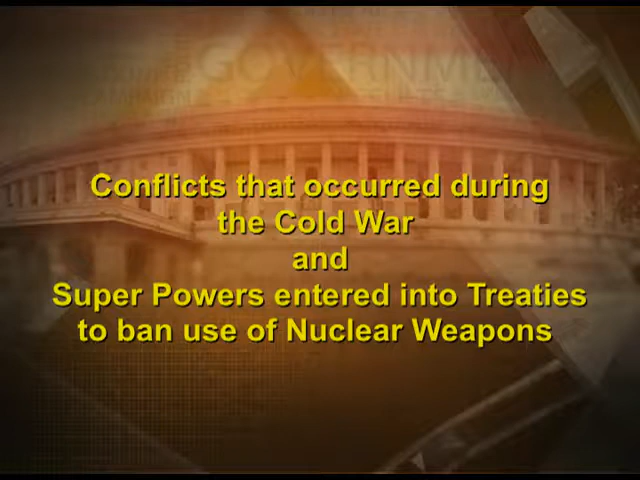 GOVERNME
Conflicts that occurred during
the Cold War
and
Super Powers entered into Treaties
to ban use of Nuclear Weapons